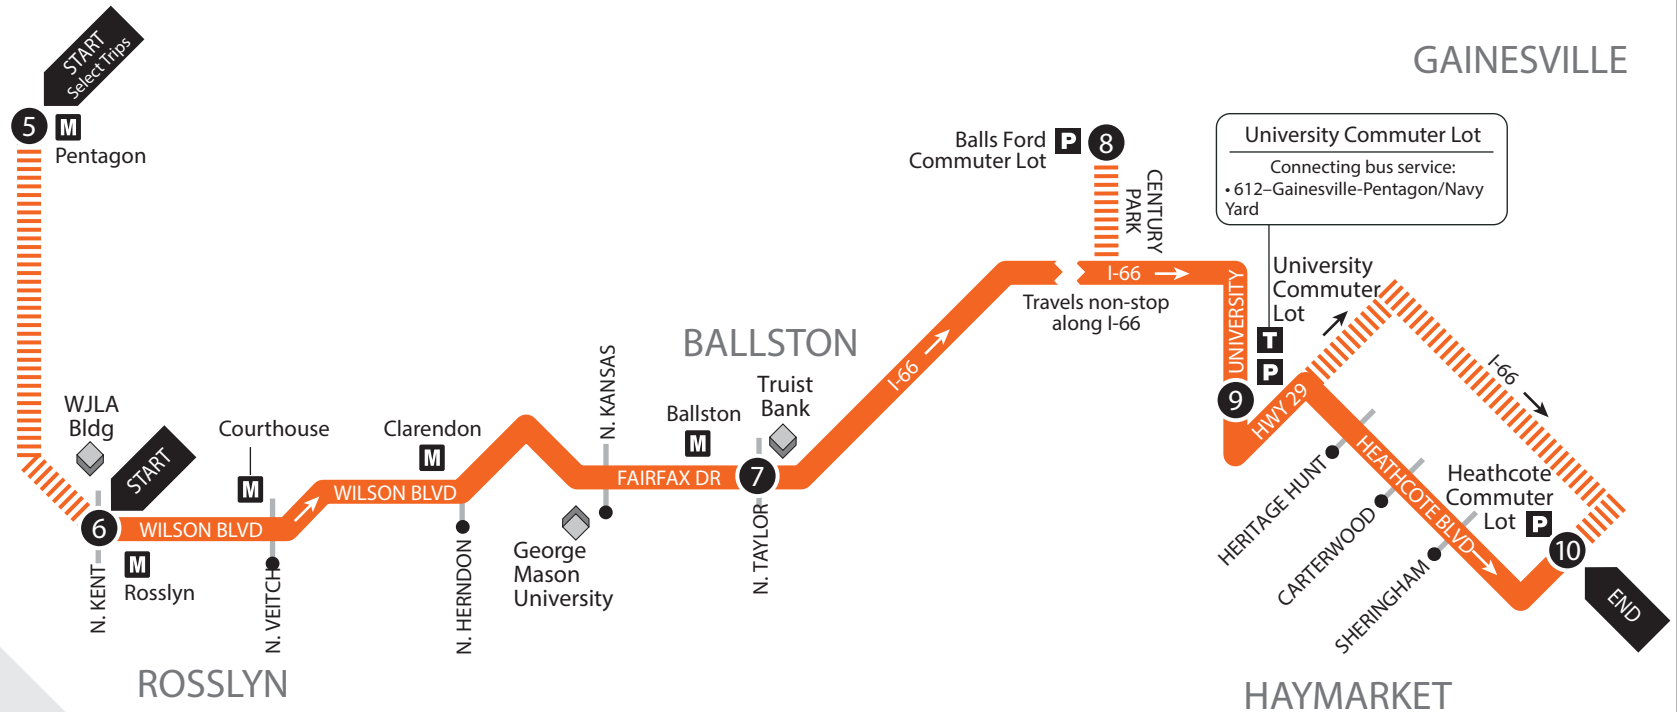 START
Select Trips
5
M
Pentagon
WJLA
Bldg
START
6
WILSON BLVD
M
Rosslyn
N. KENT
ROSSLYN
Courthouse
M
N. VEITCH
WILSON BLVD
Clarendon
M
N. HERNDON
N. KANSAS
George
Mason
University
FAIRFAX DR
BALLSTON
Ballston
M
Truist
Bank
7
N. TAYLOR
I-66
Balls Ford
Commuter Lot
P
8
CENTURY
PARK
I-66
Travels non-stop
along I-66
GAINESVILLE
University Commuter Lot
Connecting bus service:
• 612–Gainesville-Pentagon/Navy
Yard
University
Commuter
Lot
T
P
UNIVERSITY
9
HWY 29
I-66
HEATHCOTE BLVD
HERITAGE HUNT
CARTERWOOD
SHERINGHAM
Heathcote
Commuter
Lot
P
10
END
HAYMARKET